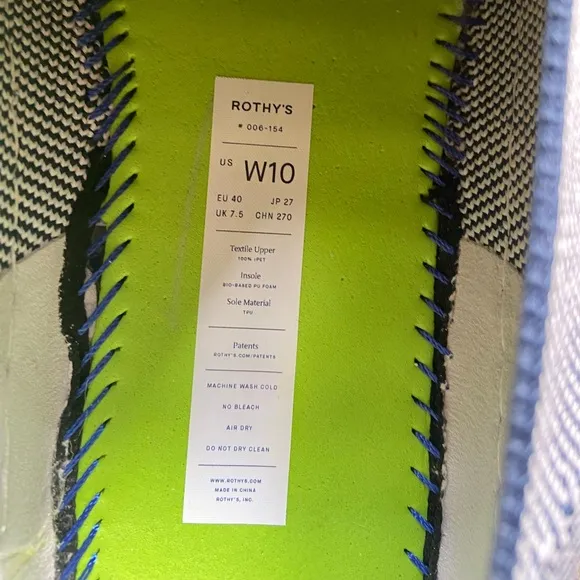 ROTHY'S
* 006-154
US W10
EU 40 JP 27
UK 7.5 CHN 270
Textile Upper
100% rPET
Insole
BIO-BASED PU FOAM
Sole Material
TPU
Patents
ROTHY'S.COM/PATENTS
MACHINE WASH COLD
NO BLEACH
AIR DRY
DO NOT DRY CLEAN
WWW.ROTHYS.COM
MADE IN CHINA
ROTHY'S, INC.